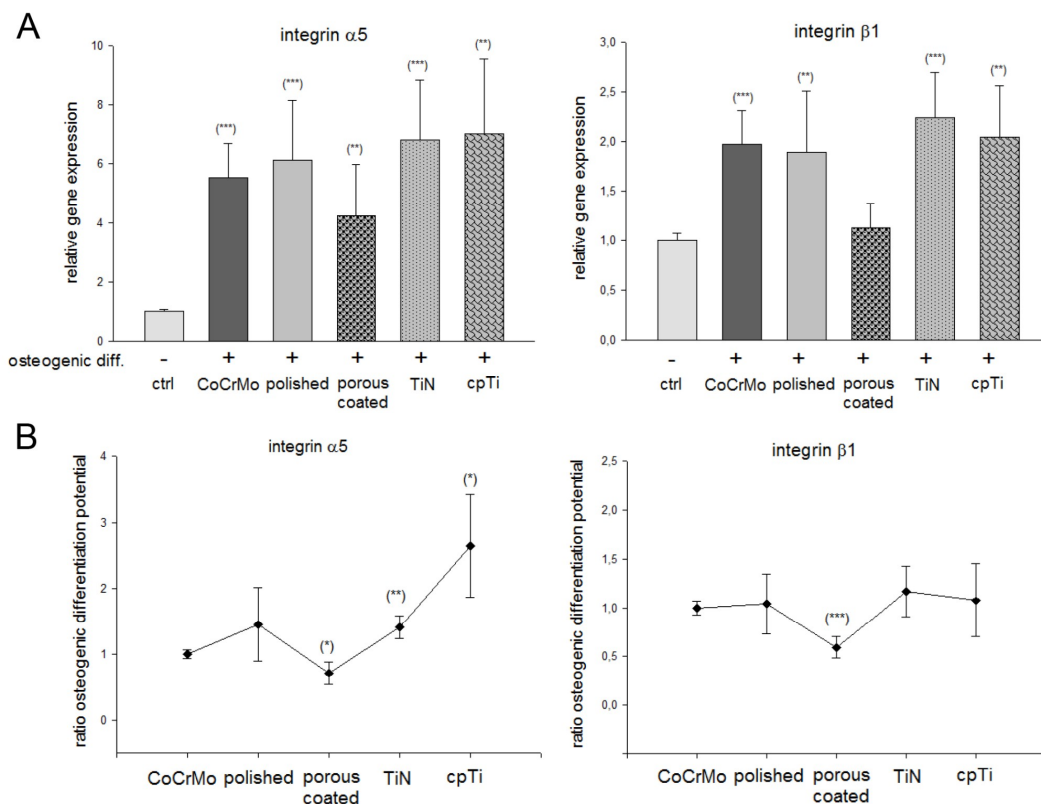 A
integrin α5
relative gene expression
10
8
6
4
2
0
(***)
(***)
(**)
(***)
(**)
osteogenic diff. - + + + + +
ctrl CoCrMo polished porous coated TiN cpTi
integrin β1
relative gene expression
3,0
2,5
2,0
1,5
1,0
0,5
0,0
(***)
(**)
(***)
(**)
- + + + + +
ctrl CoCrMo polished porous coated TiN cpTi
B
integrin α5
ratio osteogenic differentiation potential
4
3
2
1
0
(*)
(**)
(*)
CoCrMo polished porous coated TiN cpTi
integrin β1
ratio osteogenic differentiation potential
2,5
2,0
1,5
1,0
0,5
0,0
(***)
CoCrMo polished porous coated TiN cpTi